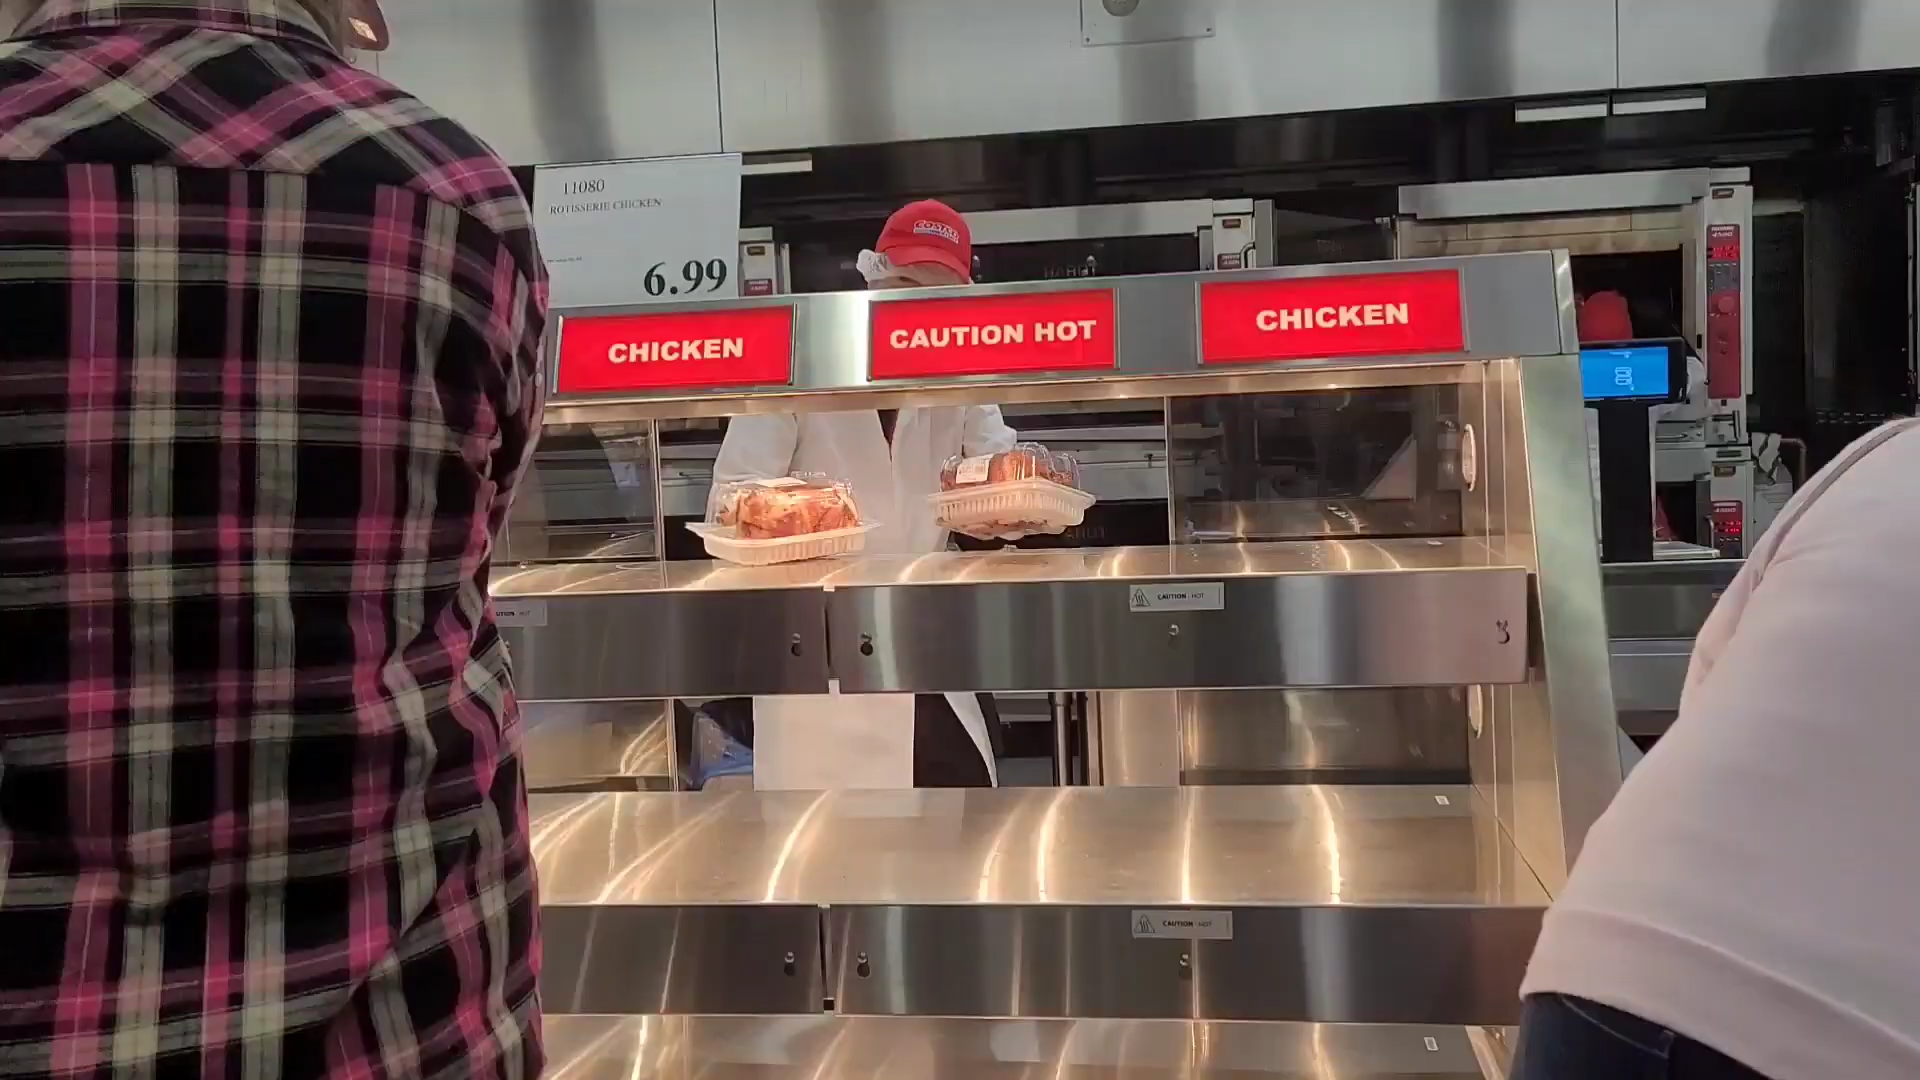 11080
ROTISSERIE CHICKEN
6.99
CHICKEN
CAUTION HOT
CHICKEN
CAUTION HOT
CAUTION HOT